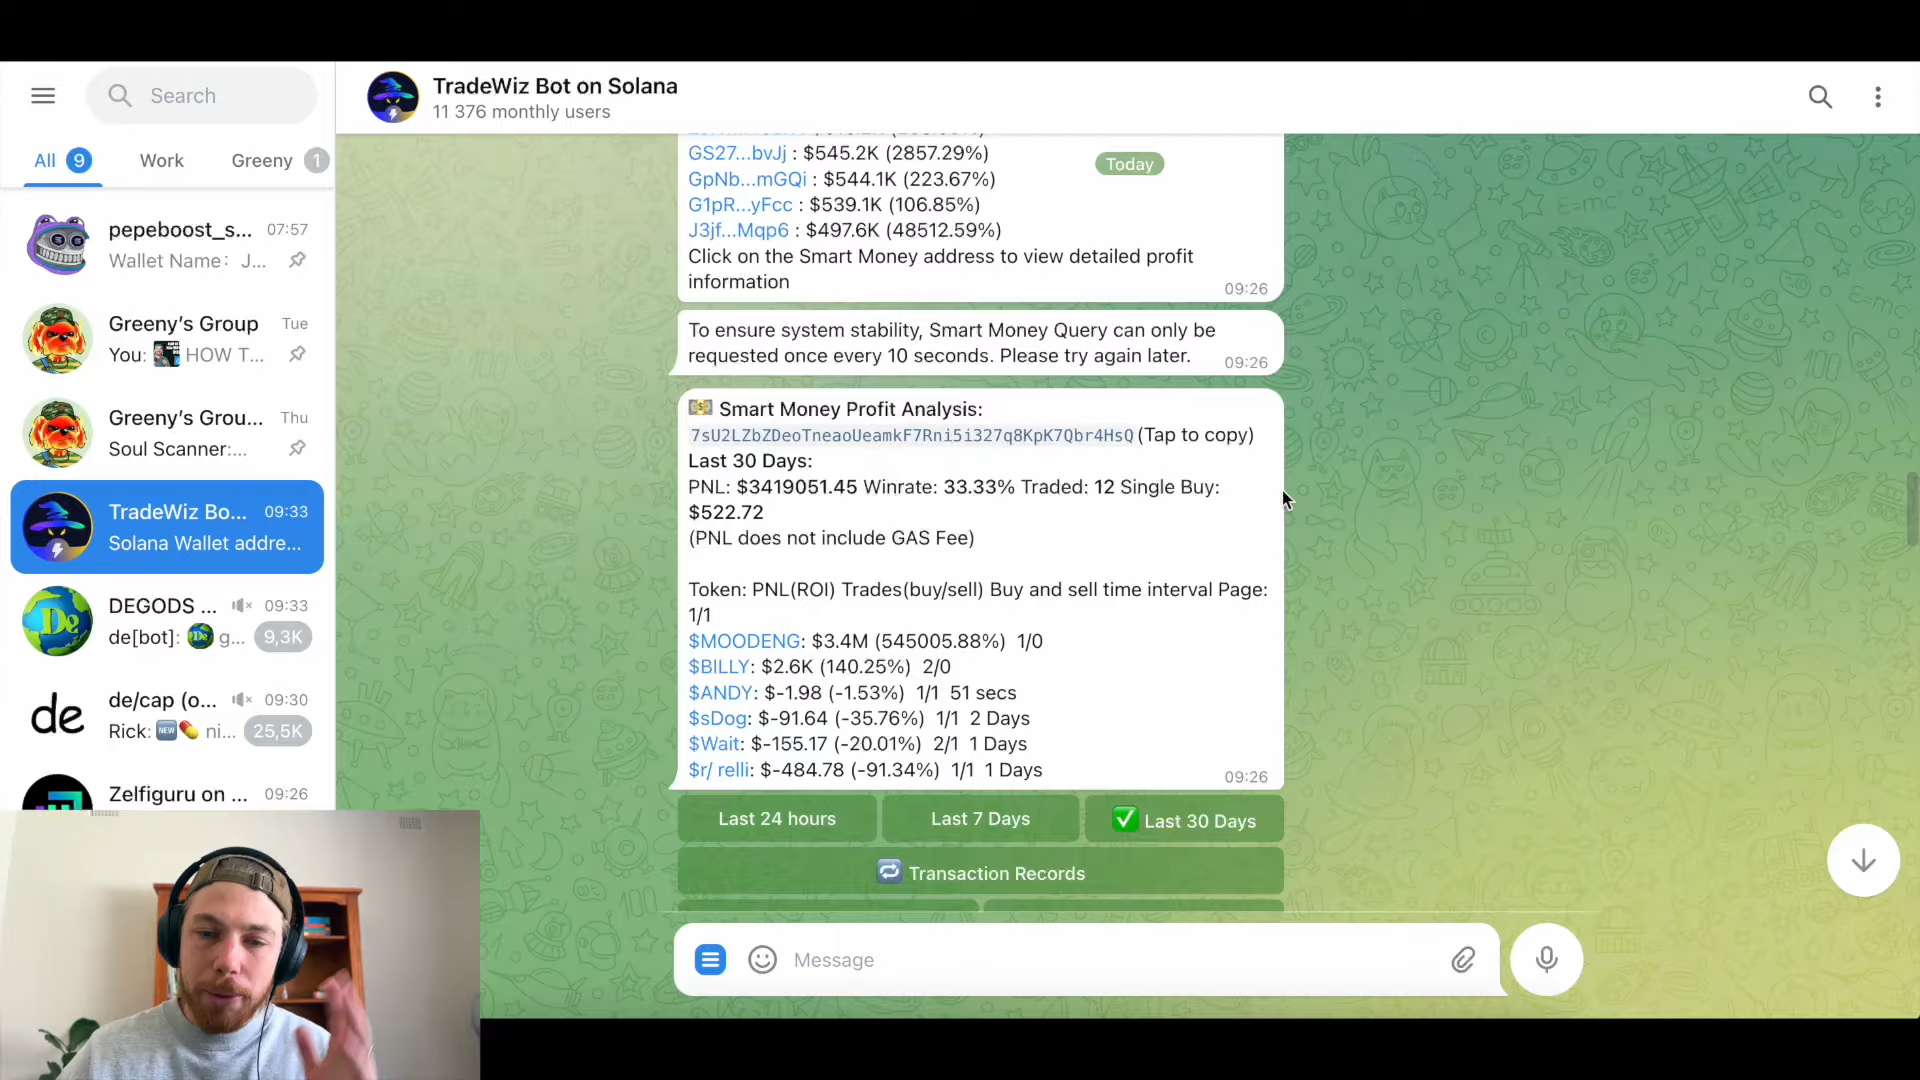 Search
All 9
Work
Greeny 1
pepeboost_s... 07:57
Wallet Name: J...
Greeny's Group Tue
You: HOW T...
Greeny's Grou... Thu
Soul Scanner:...
TradeWiz Bo... 09:33
Solana Wallet addre...
DEGODS ... 09:33
de[bot]: g... 9,3K
de
de/cap (o... 09:30
Rick: NEW ni... 25,5K
Zelfiguru on ... 09:26
TradeWiz Bot on Solana
11 376 monthly users
Today
GS27...bvJj : $545.2K (2857.29%)
GpNb...mGQi : $544.1K (223.67%)
G1pR...yFcc : $539.1K (106.85%)
J3jf...Mqp6 : $497.6K (48512.59%)
Click on the Smart Money address to view detailed profit
information
09:26
To ensure system stability, Smart Money Query can only be
requested once every 10 seconds. Please try again later.
09:26
Smart Money Profit Analysis:
7sU2LZbZDeoTneaoUeamkF7Rni5i327q8KpK7Qbr4HsQ (Tap to copy)
Last 30 Days:
PNL: $3419051.45 Winrate: 33.33% Traded: 12 Single Buy:
$522.72
(PNL does not include GAS Fee)
Token: PNL(ROI) Trades(buy/sell) Buy and sell time interval Page:
1/1
$MOODENG: $3.4M (545005.88%) 1/0
$BILLY: $2.6K (140.25%) 2/0
$ANDY: $-1.98 (-1.53%) 1/1 51 secs
$sDog: $-91.64 (-35.76%) 1/1 2 Days
$Wait: $-155.17 (-20.01%) 2/1 1 Days
$r/ relli: $-484.78 (-91.34%) 1/1 1 Days
09:26
Last 24 hours
Last 7 Days
Last 30 Days
Transaction Records
Message